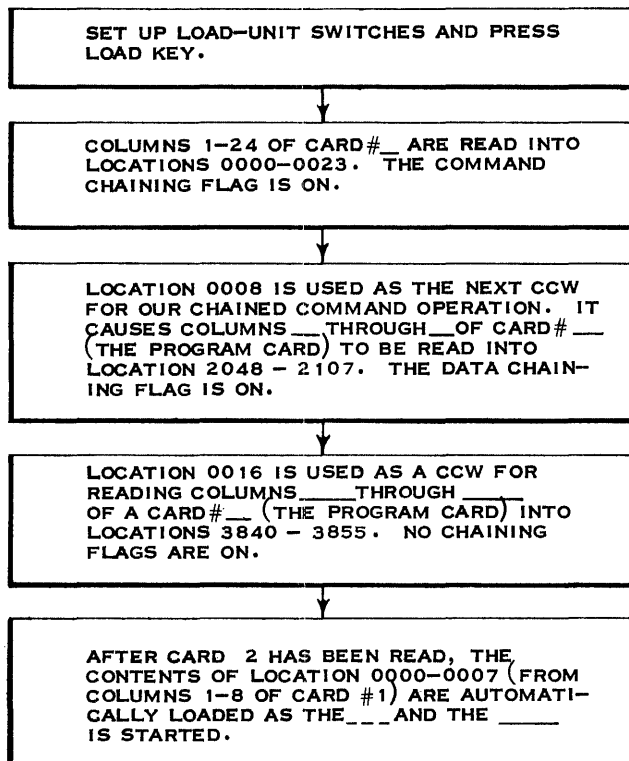 SET UP LOAD-UNIT SWITCHES AND PRESS
LOAD KEY.
COLUMNS 1-24 OF CARD#_ ARE READ INTO
LOCATIONS 0000-0023. THE COMMAND
CHAINING FLAG IS ON.
LOCATION 0008 IS USED AS THE NEXT CCW
FOR OUR CHAINED COMMAND OPERATION. IT
CAUSES COLUMNS __ THROUGH __ OF CARD# __
(THE PROGRAM CARD) TO BE READ INTO
LOCATION 2048 - 2107. THE DATA CHAIN-
ING FLAG IS ON.
LOCATION 0016 IS USED AS A CCW FOR
READING COLUMNS ____ THROUGH ____
OF A CARD# __ (THE PROGRAM CARD) INTO
LOCATIONS 3840 - 3855. NO CHAINING
FLAGS ARE ON.
AFTER CARD 2 HAS BEEN READ, THE
CONTENTS OF LOCATION 0000-0007 (FROM
COLUMNS 1-8 OF CARD #1) ARE AUTOMATI-
CALLY LOADED AS THE _ _ _ AND THE _____
IS STARTED.